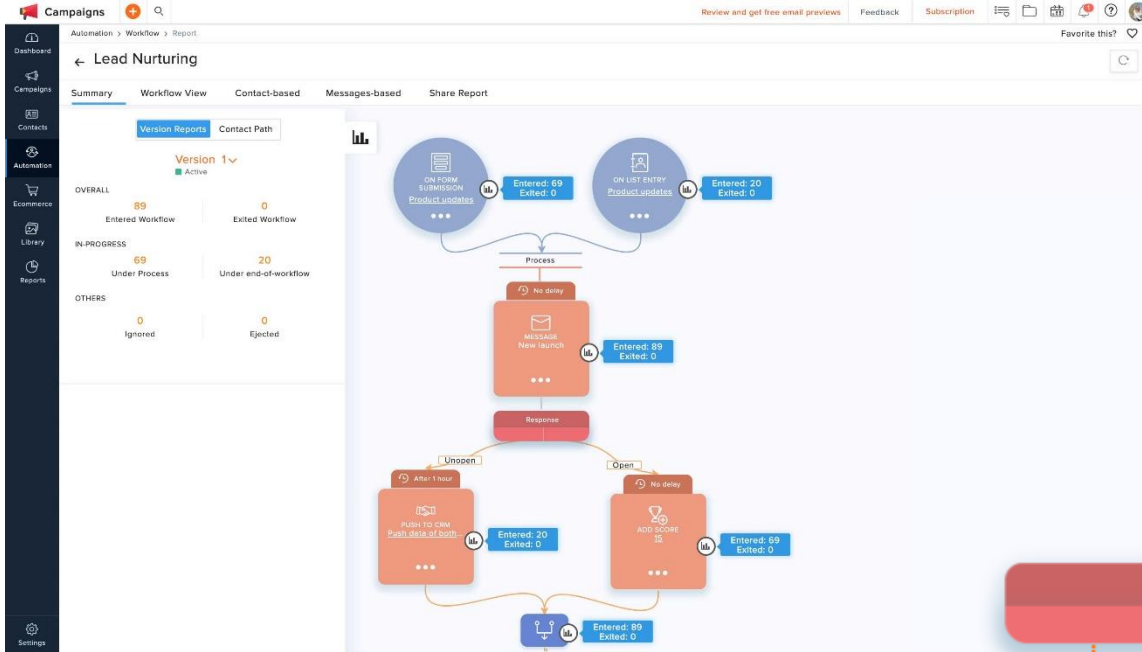 Campaigns
Review and get free email previews
Feedback
Subscription
Dashboard
Campaigns
Contacts
Automation
Ecommerce
Library
Reports
Settings
Automation > Workflow > Report
Favorite this?
← Lead Nurturing
Summary
Workflow View
Contact-based
Messages-based
Share Report
Version Reports
Contact Path
Version 1
Active
OVERALL
89
Entered Workflow
0
Exited Workflow
IN-PROGRESS
69
Under Process
20
Under end-of-workflow
OTHERS
0
Ignored
0
Ejected
ON FORM
SUBMISSION
Product updates
Entered: 69
Exited: 0
ON LIST ENTRY
Product updates
Entered: 20
Exited: 0
Process
No delay
MESSAGE
New launch
Entered: 89
Exited: 0
Response
Unopen
Open
After 1 hour
PUSH TO CRM
Push data of both...
Entered: 20
Exited: 0
No delay
ADD SCORE
15
Entered: 69
Exited: 0
Entered: 89
Exited: 0